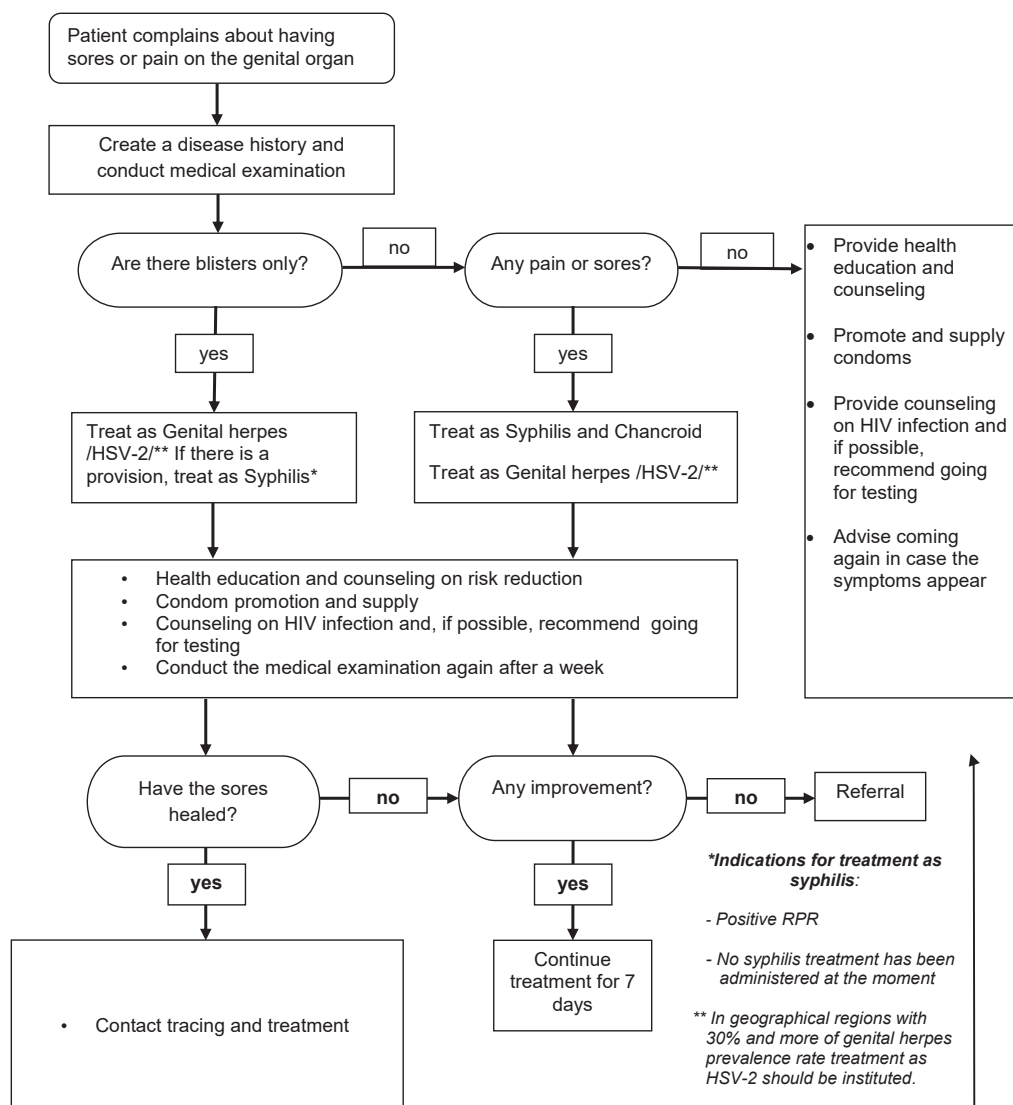 Patient complains about having
sores or pain on the genital organ
Create a disease history and
conduct medical examination
Are there blisters only?
no
Any pain or sores?
no
• Provide health
education and
counseling
• Promote and supply
condoms
• Provide counseling
on HIV infection and
if possible,
recommend going
for testing
• Advise coming
again in case the
symptoms appear
yes
yes
Treat as Genital herpes
/HSV-2/** If there is a
provision, treat as Syphilis*
Treat as Syphilis and Chancroid
Treat as Genital herpes /HSV-2/**
• Health education and counseling on risk reduction
• Condom promotion and supply
• Counseling on HIV infection and, if possible, recommend going
for testing
• Conduct the medical examination again after a week
Have the sores
healed?
no
Any improvement?
no
Referral
yes
yes
• Contact tracing and treatment
Continue
treatment for 7
days
*Indications for treatment as
syphilis:
- Positive RPR
- No syphilis treatment has been
administered at the moment
** In geographical regions with
30% and more of genital herpes
prevalence rate treatment as
HSV-2 should be instituted.